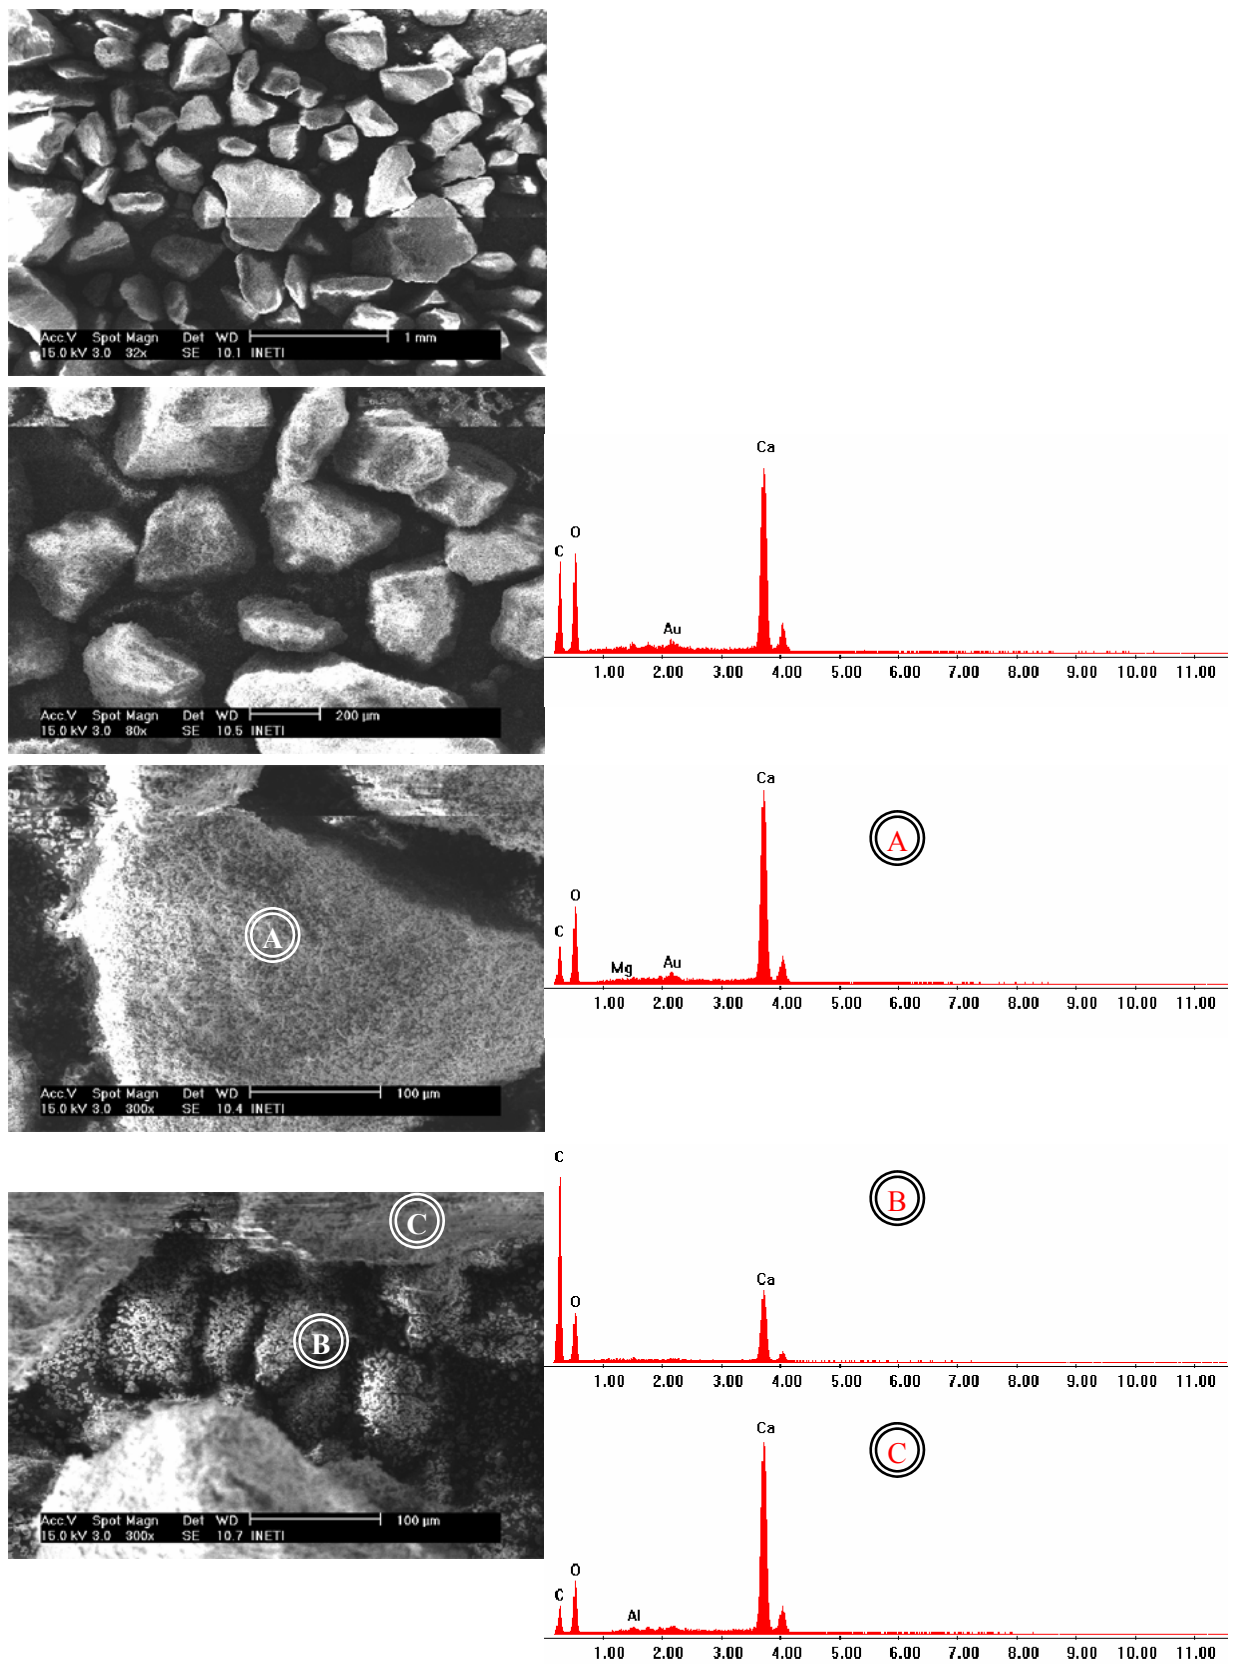 Acc.V Spot Magn Det WD 1 mm
15.0 kV 3.0 32x SE 10.1 INETI
Acc.V Spot Magn Det WD 200 µm
15.0 kV 3.0 80x SE 10.5 INETI
Ca
O
C
Au
1.00 2.00 3.00 4.00 5.00 6.00 7.00 8.00 9.00 10.00 11.00
A
Acc.V Spot Magn Det WD 100 µm
15.0 kV 3.0 300x SE 10.4 INETI
Ca
A
O
C
Mg Au
1.00 2.00 3.00 4.00 5.00 6.00 7.00 8.00 9.00 10.00 11.00
C
B
Acc.V Spot Magn Det WD 100 µm
15.0 kV 3.0 300x SE 10.7 INETI
C
B
Ca
O
1.00 2.00 3.00 4.00 5.00 6.00 7.00 8.00 9.00 10.00 11.00
Ca
C
O
C
Al
1.00 2.00 3.00 4.00 5.00 6.00 7.00 8.00 9.00 10.00 11.00